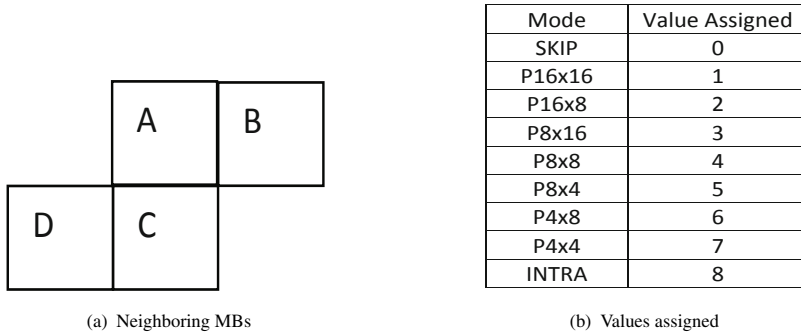 A B
D C
(a) Neighboring MBs
Mode Value Assigned
SKIP 0
P16x16 1
P16x8 2
P8x16 3
P8x8 4
P8x4 5
P4x8 6
P4x4 7
INTRA 8
(b) Values assigned